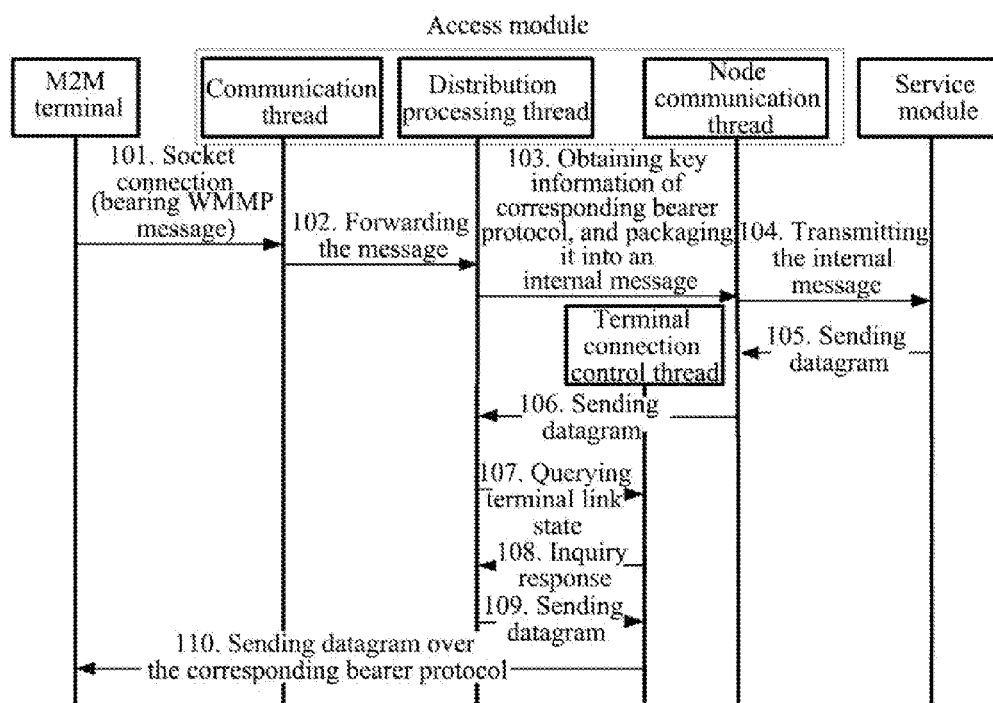 Access module
M2M
terminal
Communication
thread
Distribution
processing thread
Node
communication
thread
Service
module
101. Socket
connection
(bearing WMMP
message)
102. Forwarding
the message
103. Obtaining key
information of
corresponding bearer
protocol, and packaging
it into an
internal message
104. Transmitting
the internal
message
Terminal
connection
control thread
105. Sending
datagram
106. Sending
datagram
107. Querying
terminal link
state
108. Inquiry
response
109. Sending
datagram
110. Sending datagram over
the corresponding bearer protocol